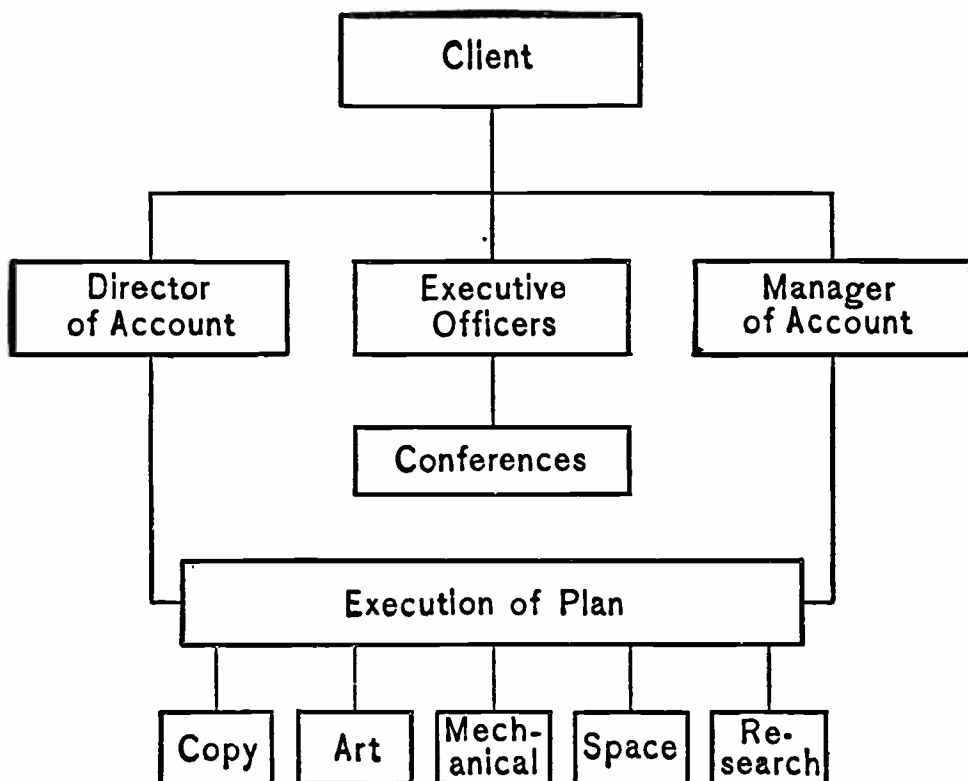 Client
Director
of Account
Executive
Officers
Manager
of Account
Conferences
Execution of Plan
Copy
Art
Mech-
anical
Space
Re-
search